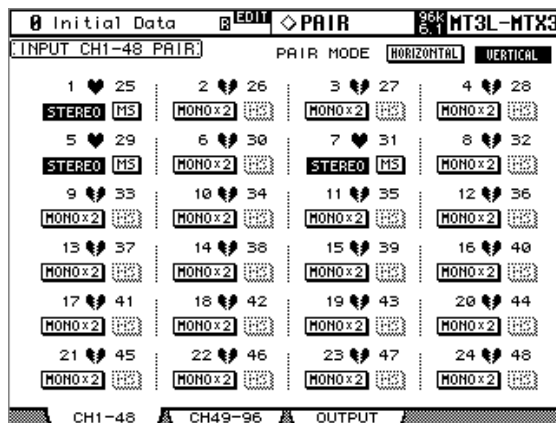 0 Initial Data R EDIT ◇PAIR 96k 6.1 MT3L-MTX3
INPUT CH1-48 PAIR PAIR MODE HORIZONTAL VERTICAL
1 ♥ 25 2 26 3 27 4 28
STEREO MS MONO×2 MS MONO×2 MS MONO×2 MS
5 ♥ 29 6 30 7 ♥ 31 8 32
STEREO MS MONO×2 MS STEREO MS MONO×2 MS
9 33 10 34 11 35 12 36
MONO×2 MS MONO×2 MS MONO×2 MS MONO×2 MS
13 37 14 38 15 39 16 40
MONO×2 MS MONO×2 MS MONO×2 MS MONO×2 MS
17 41 18 42 19 43 20 44
MONO×2 MS MONO×2 MS MONO×2 MS MONO×2 MS
21 45 22 46 23 47 24 48
MONO×2 MS MONO×2 MS MONO×2 MS MONO×2 MS
CH1-48 CH49-96 OUTPUT